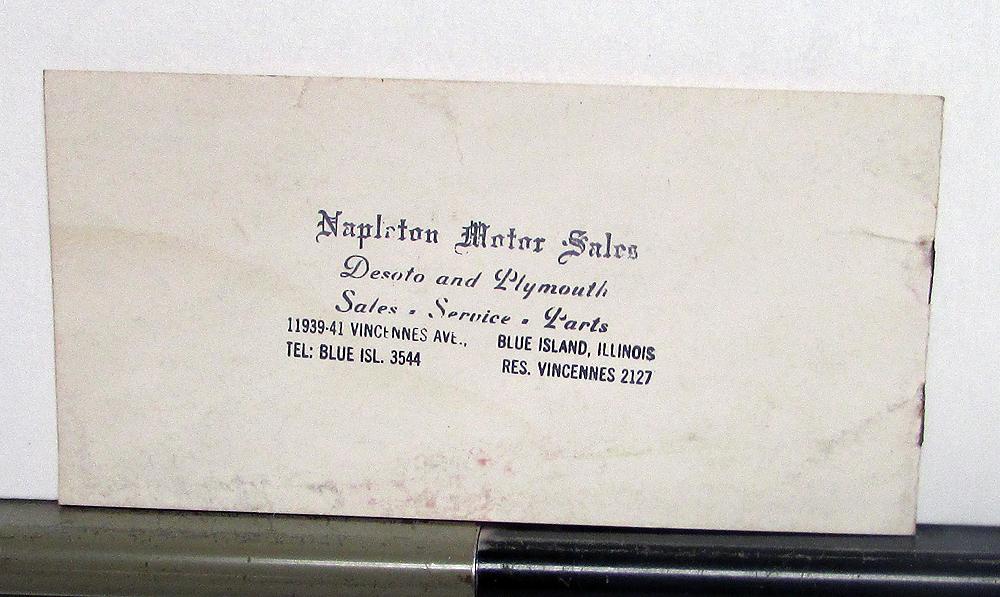 Napleton Motor Sales
Desoto and Plymouth
Sales • Service • Parts
11939-41 VINCENNES AVE., BLUE ISLAND, ILLINOIS
TEL: BLUE ISL. 3544 RES. VINCENNES 2127